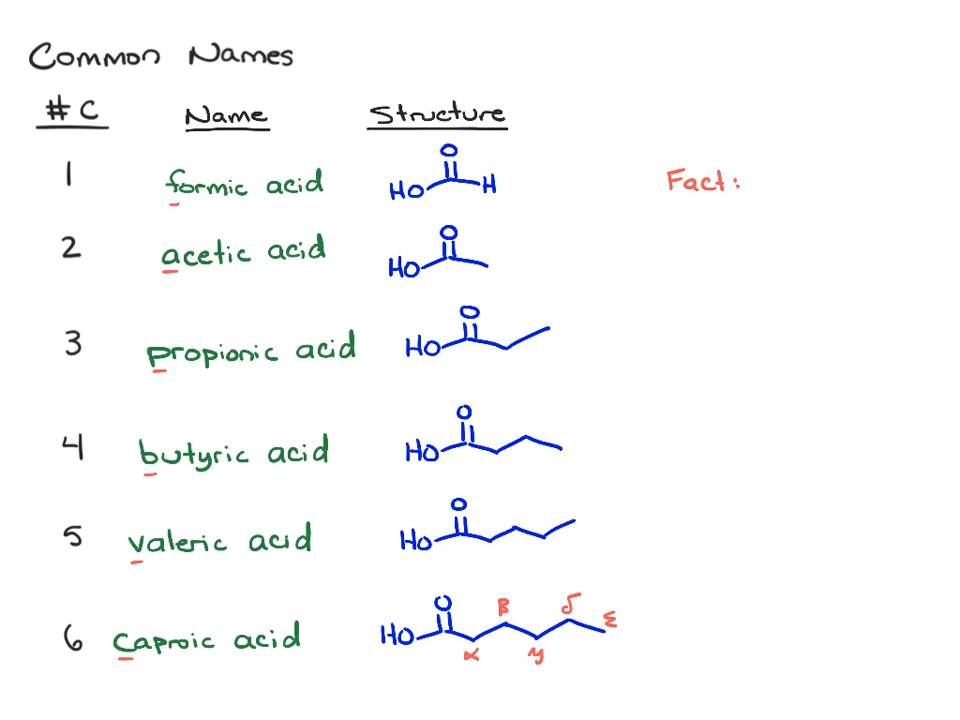 Common Names
# C Name Structure
O
1 formic acid HO H Fact:
O
2 acetic acid HO
O
3 propionic acid HO
O
4 butyric acid HO
O
5 valeric acid HO
O β δ ε
6 caproic acid HO
α γ